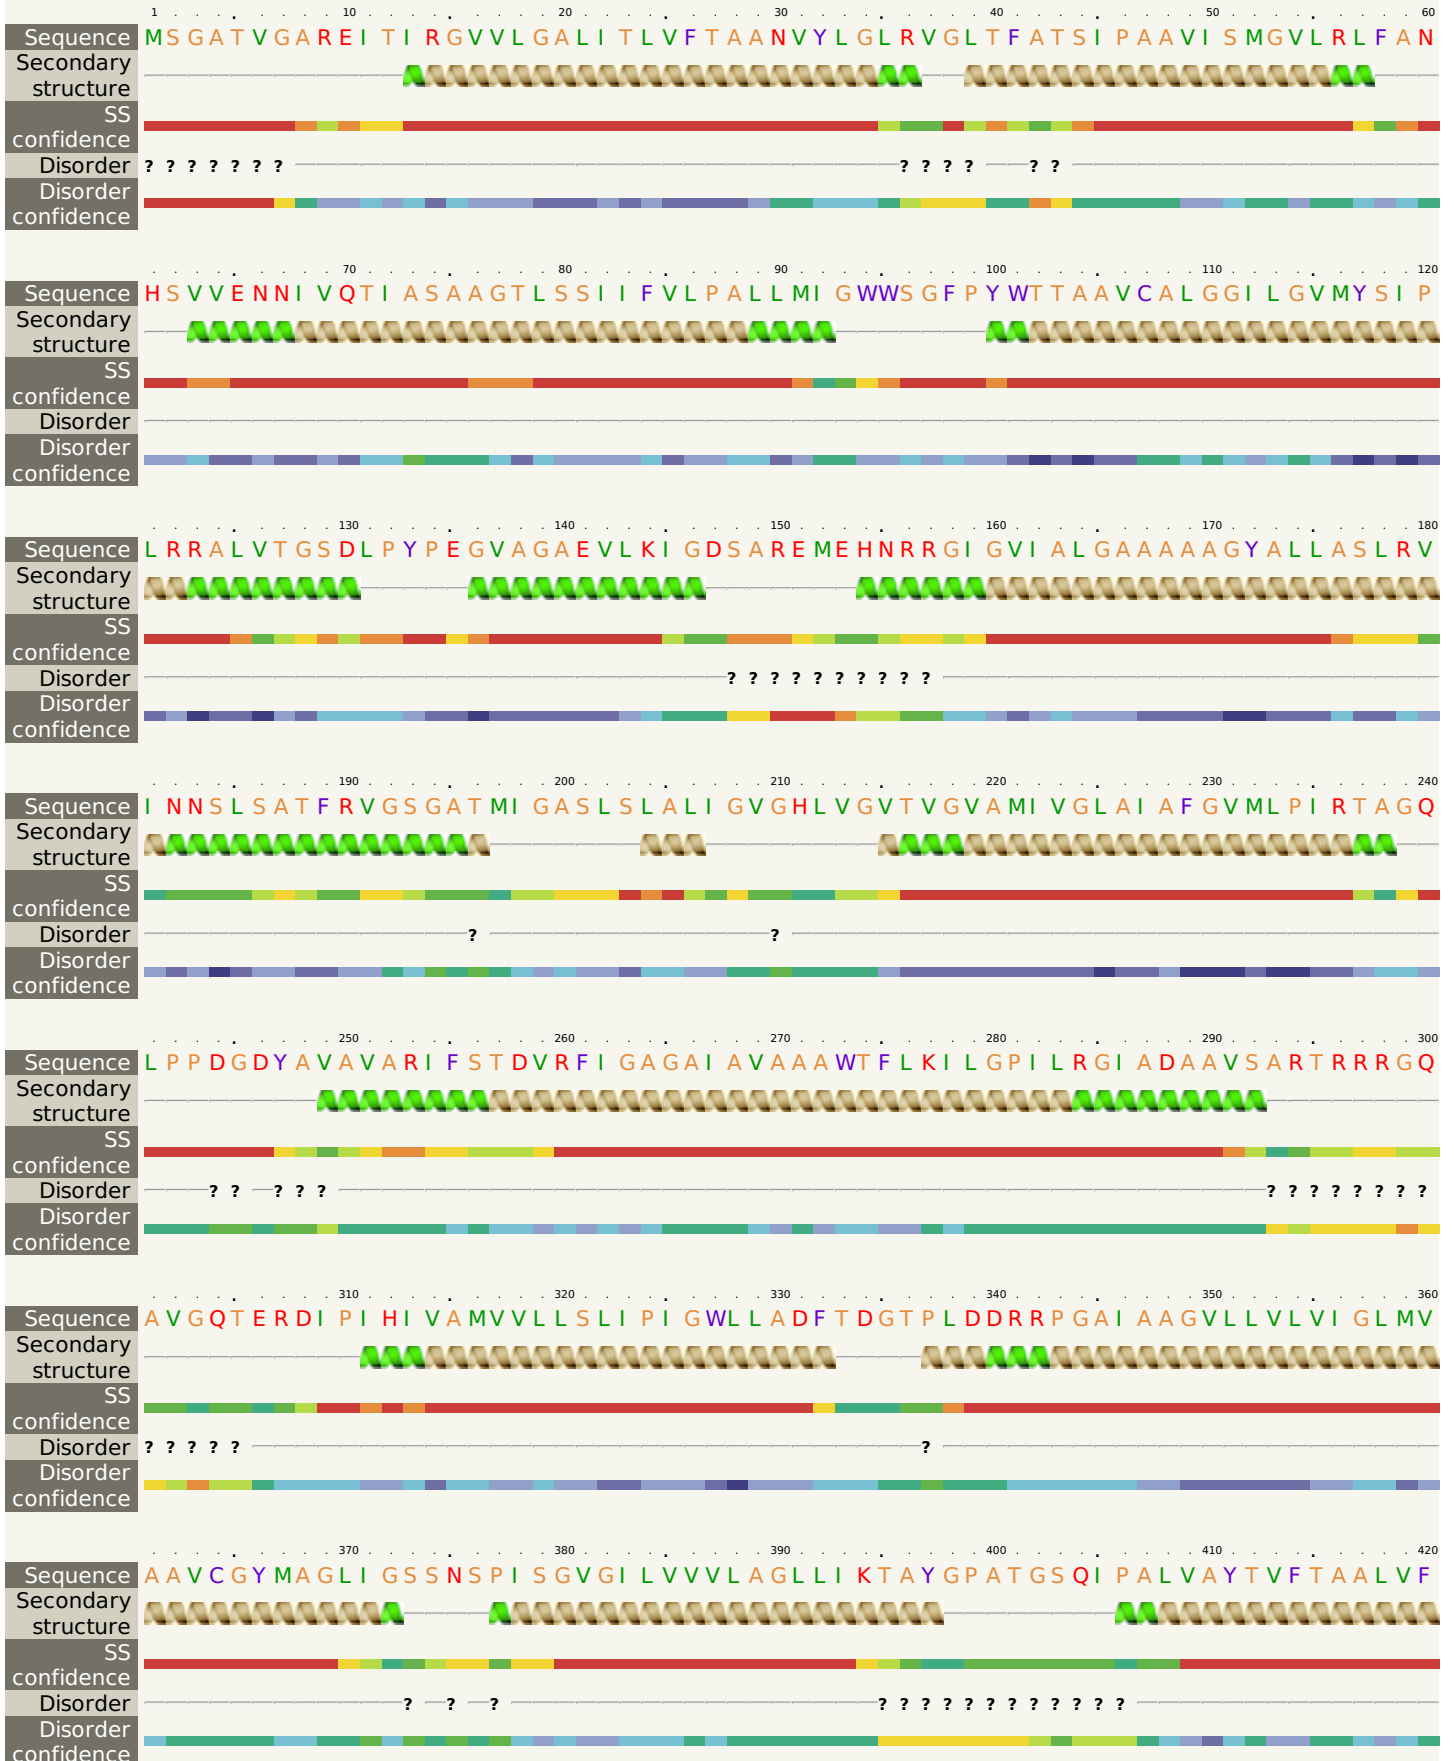 1 10 20 30 40 50 60
Sequence MSGATVGAREITIRGVVLGALITLVFTAANVYLGLRVGLTFATSIPAAVISMGVLRLFAN
Secondary
structure
SS
confidence
Disorder ? ? ? ? ? ? ? ? ? ? ? ? ?
Disorder
confidence
70 80 90 100 110 120
Sequence HSVVENNIVQTIASAAGTLSSIIFVLPALLMIGWWSGFPYWTTAAVCALGGILGVMYSIP
Secondary
structure
SS
confidence
Disorder
Disorder
confidence
130 140 150 160 170 180
Sequence LRRALVTGSDLPYPEGVAGAEVLKIGDSAREMEHNRRGIGVIALGAAAAAGYALLASLRV
Secondary
structure
SS
confidence
Disorder ? ? ? ? ? ? ? ? ? ?
Disorder
confidence
190 200 210 220 230 240
Sequence INNSLSATFRVGSGATMIGASLSLALIGVGHLVGVTVGVAMIVGLAIAFGVMLPIRTAGQ
Secondary
structure
SS
confidence
Disorder ? ?
Disorder
confidence
250 260 270 280 290 300
Sequence LPPDGDYAVAVARIFSTDVRFIGAGAIAVAAAWTFLKILGPILRGIADAAVSARTRRRGQ
Secondary
structure
SS
confidence
Disorder ? ? ? ? ? ? ? ? ? ? ? ? ?
Disorder
confidence
310 320 330 340 350 360
Sequence AVGQTERDIPIHIVAMVVLLSLIPIGWLLADFTDGTPLDDRRPGAIAAGVLLVLVIGLMV
Secondary
structure
SS
confidence
Disorder ? ? ? ? ? ?
Disorder
confidence
370 380 390 400 410 420
Sequence AAVCGYMAGLIGSSNSPISGVGILVVVLAGLLIKTAYGPATGSQIPALVAYTVFTAALVF
Secondary
structure
SS
confidence
Disorder ? ? ? ? ? ? ? ? ? ? ? ? ? ? ?
Disorder
confidence